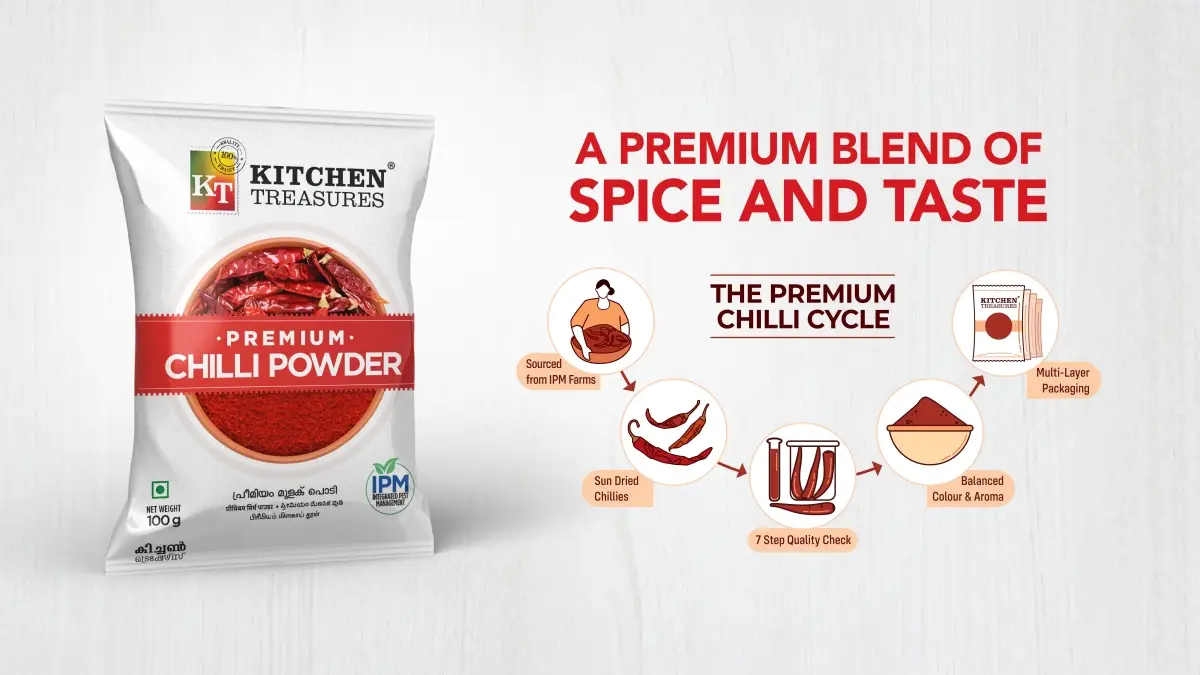 QUALITY
100%
TRUST
KT
KITCHEN®
TREASURES
·PREMIUM·
CHILLI POWDER
NET WEIGHT
100 g
പ്രീമിയം മുളക് പൊടി
IPM
INTEGRATED PEST
MANAGEMENT
കിച്ചൺ
ട്രെഷേഴ്സ്
A PREMIUM BLEND OF
SPICE AND TASTE
THE PREMIUM
CHILLI CYCLE
Sourced
from IPM Farms
Sun Dried
Chillies
7 Step Quality Check
Balanced
Colour & Aroma
KITCHEN
TREASURES
Multi-Layer
Packaging